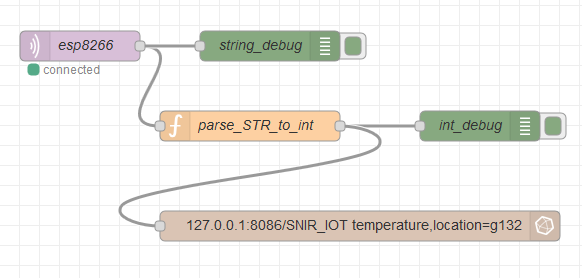 esp8266
string_debug
connected
parse_STR_to_int
int_debug
127.0.0.1:8086/SNIR_IOT temperature,location=g132